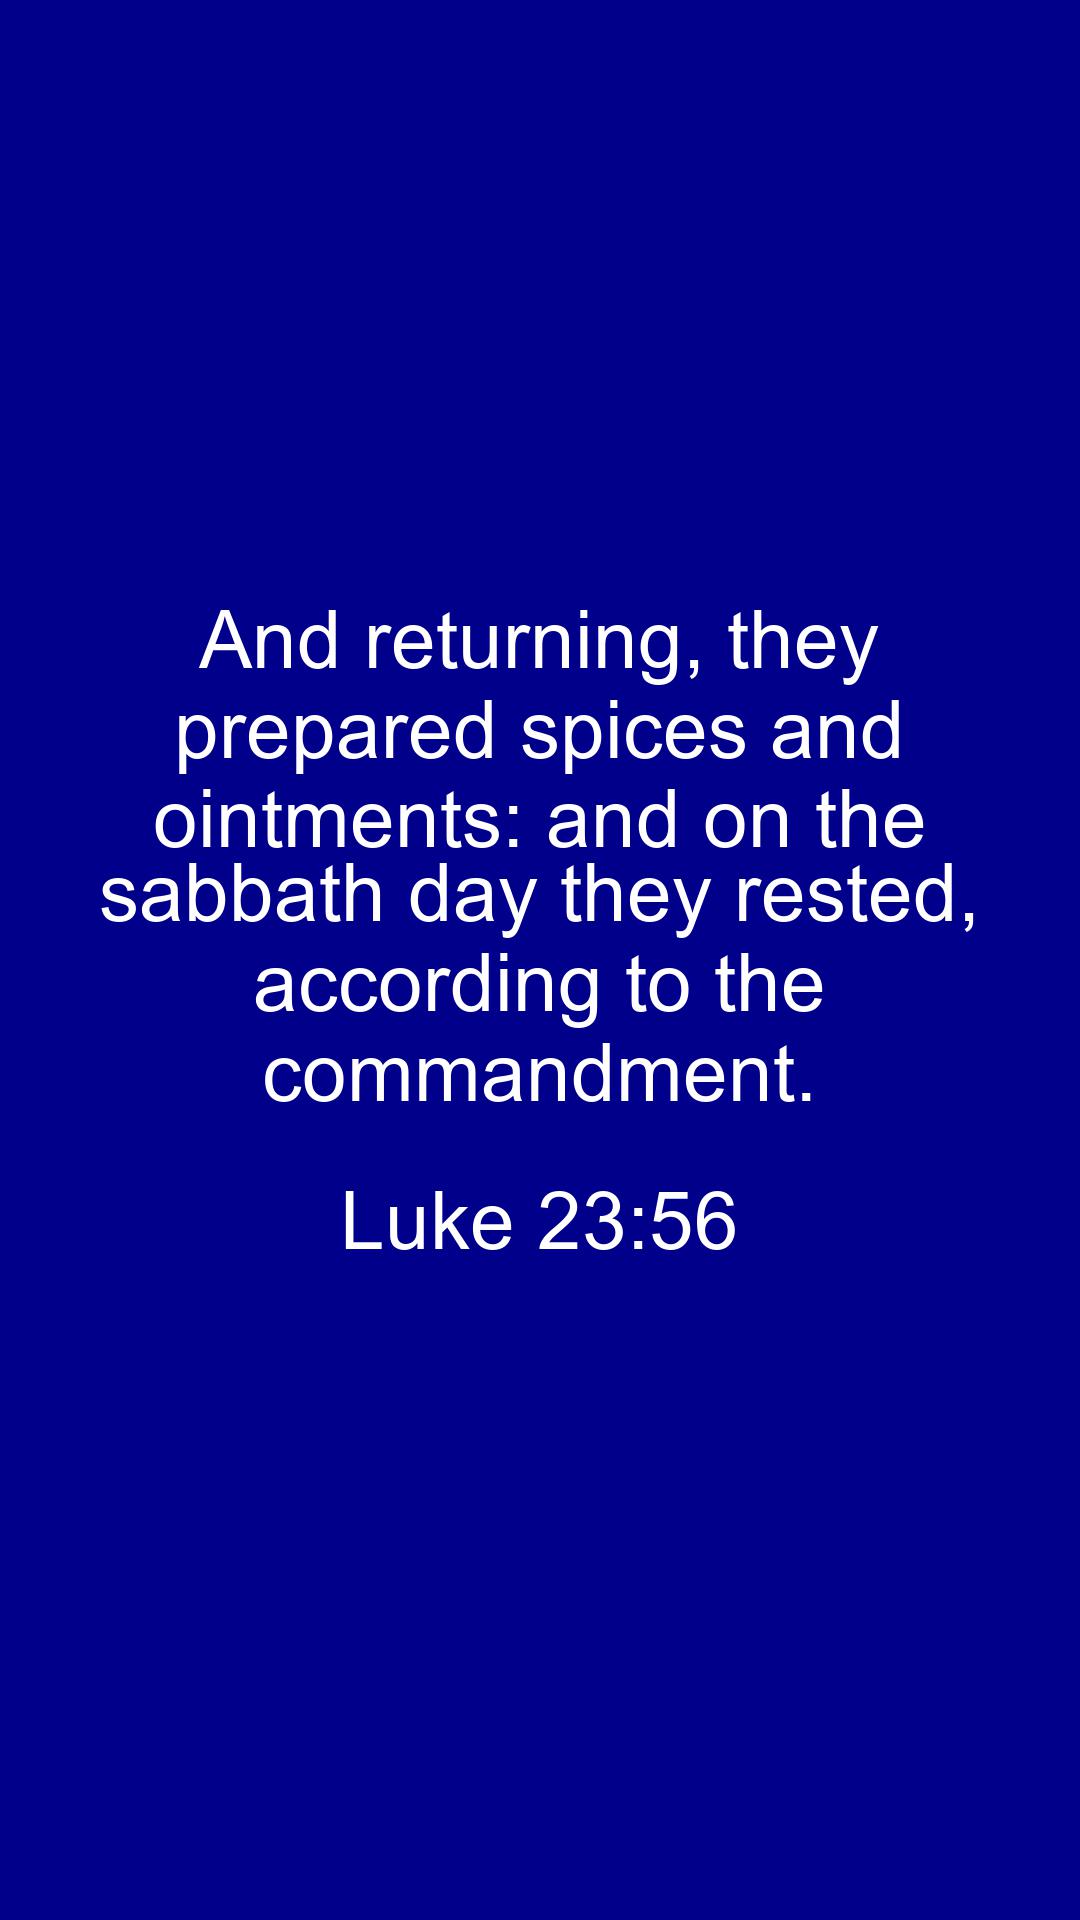 And returning, they
prepared spices and
ointments: and on the
sabbath day they rested,
according to the
commandment.
Luke 23:56